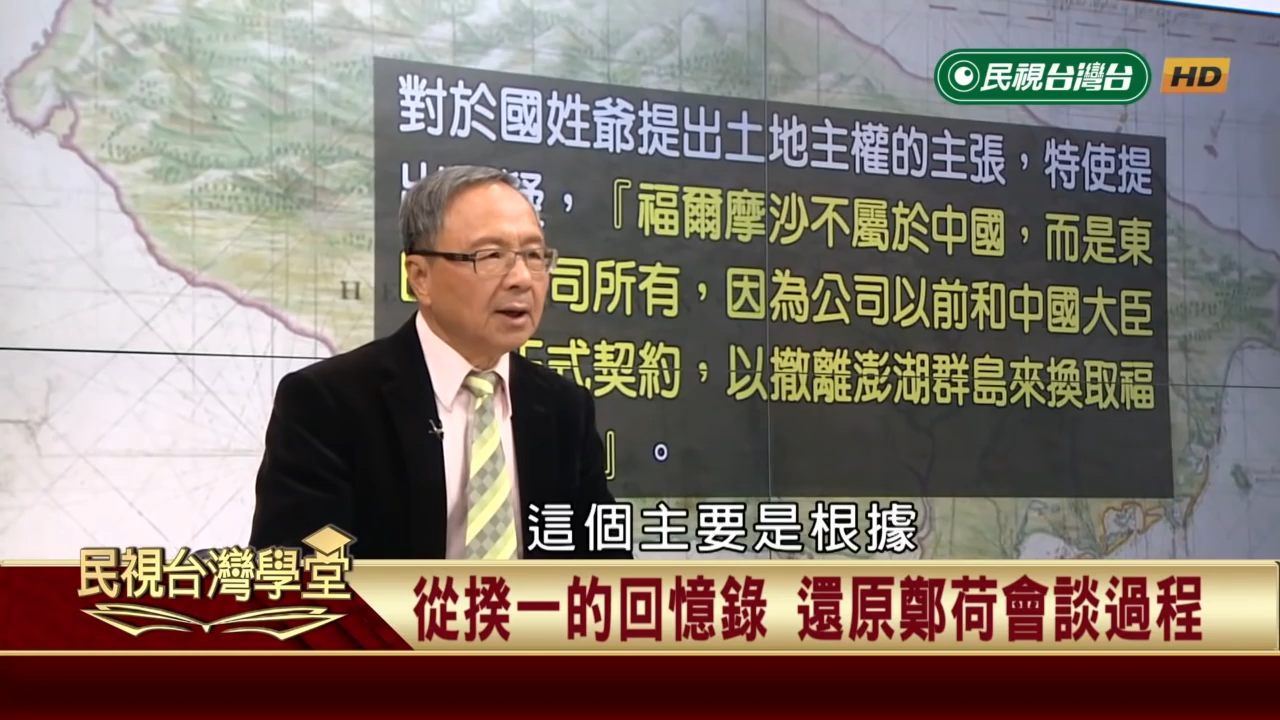 民視台灣台 HD
對於國姓爺提出土地主權的主張，特使提
，『福爾摩沙不屬於中國，而是東
司所有，因為公司以前和中國大臣
正式契約，以撤離澎湖群島來換取福
』。
這個主要是根據
民視台灣學堂
從揆一的回憶錄 還原鄭荷會談過程